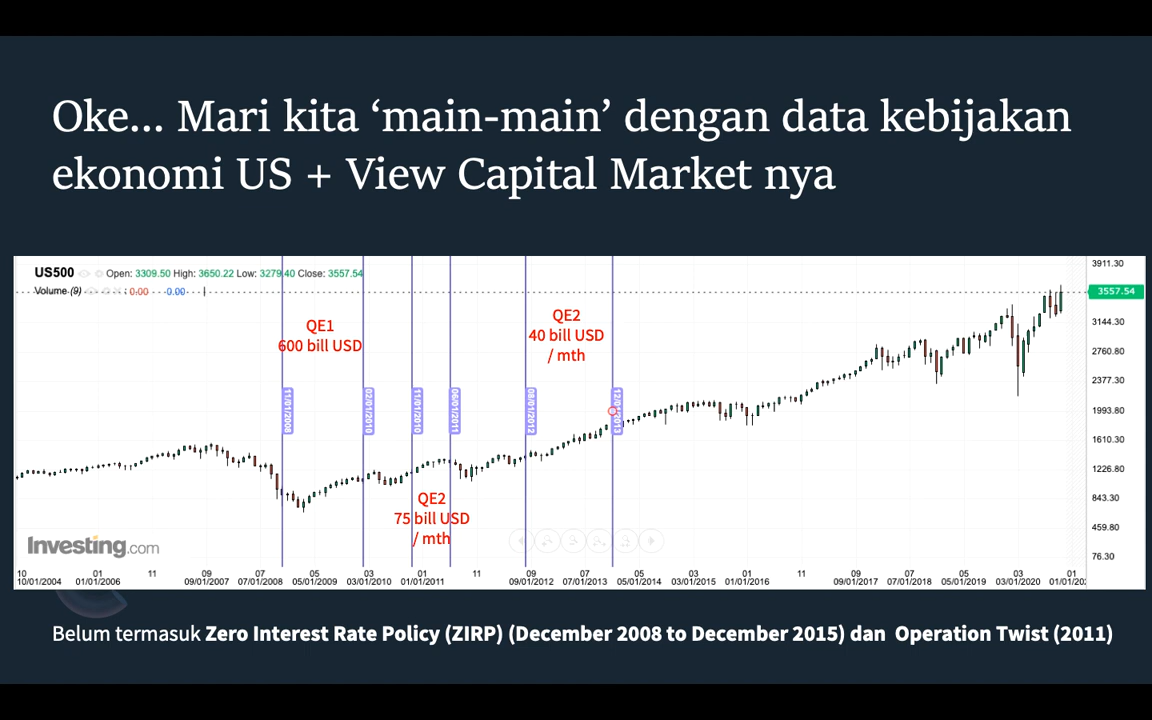 Oke... Mari kita ‘main-main’ dengan data kebijakan
ekonomi US + View Capital Market nya
US500 Open: 3309.50 High: 3650.22 Low: 3279.40 Close: 3557.54
Volume (9) : 0.00 0.00
3911.30
3557.54
3144.30
2760.80
2377.30
1993.80
1610.30
1226.80
843.30
459.80
76.30
QE1
600 bill USD
QE2
40 bill USD
/ mth
11/01/2008
02/01/2010
11/01/2010
06/01/2011
08/01/2012
QE2
75 bill USD
/ mth
Investing.com
10 01 11 09 07 05 03 01 11 09 07 05 03 01 11 09 07 05 03 01
10/01/2004 01/01/2006 09/01/2007 07/01/2008 05/01/2009 03/01/2010 01/01/2011 09/01/2012 07/01/2013 05/01/2014 03/01/2015 01/01/2016 09/01/2017 07/01/2018 05/01/2019 03/01/2020
Belum termasuk Zero Interest Rate Policy (ZIRP) (December 2008 to December 2015) dan Operation Twist (2011)